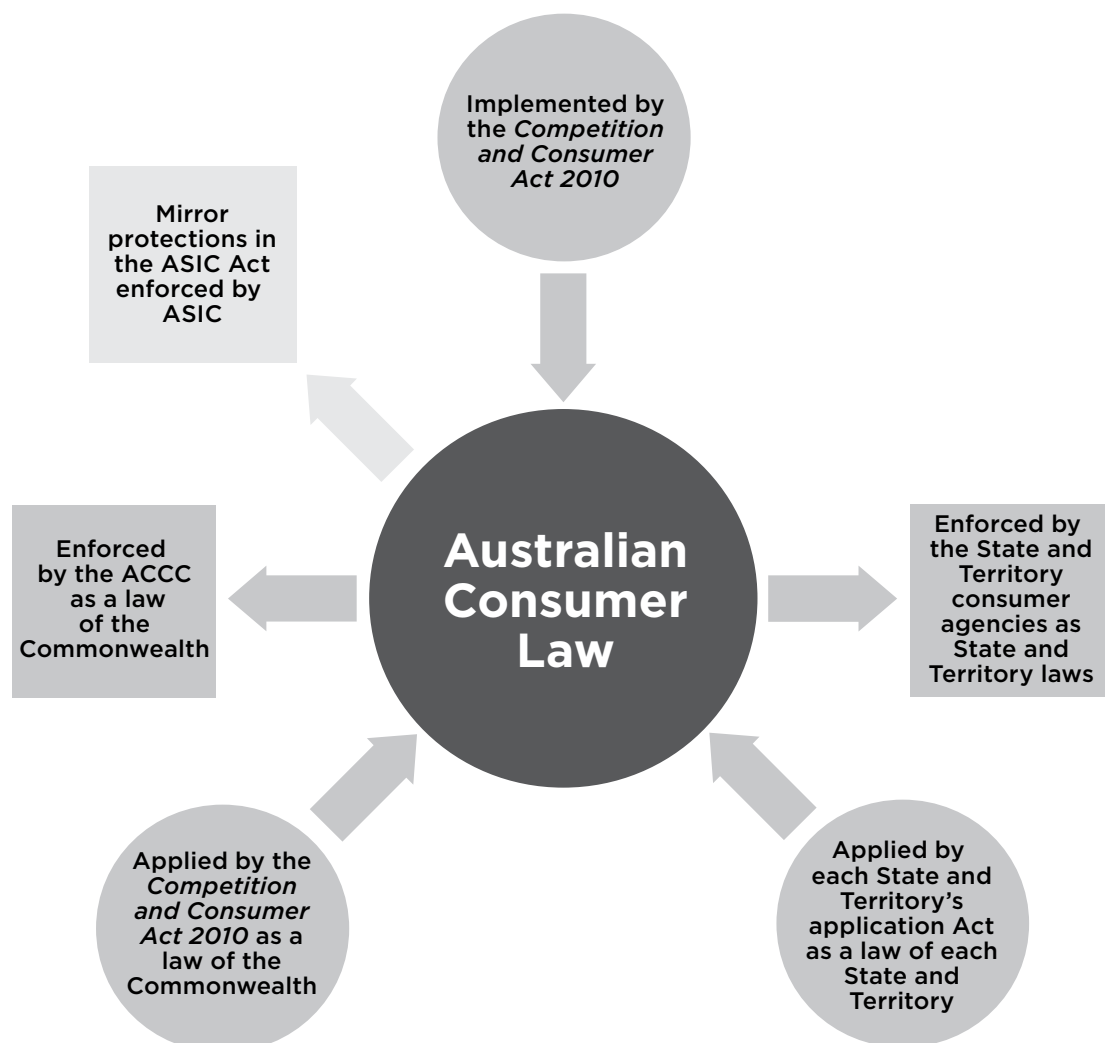 Implemented by
the Competition
and Consumer
Act 2010
Mirror
protections in
the ASIC Act
enforced by
ASIC
Australian
Consumer
Law
Enforced
by the ACCC
as a law
of the
Commonwealth
Enforced by
the State and
Territory
consumer
agencies as
State and
Territory laws
Applied by the
Competition
and Consumer
Act 2010 as a
law of the
Commonwealth
Applied by
each State and
Territory’s
application Act
as a law of each
State and
Territory